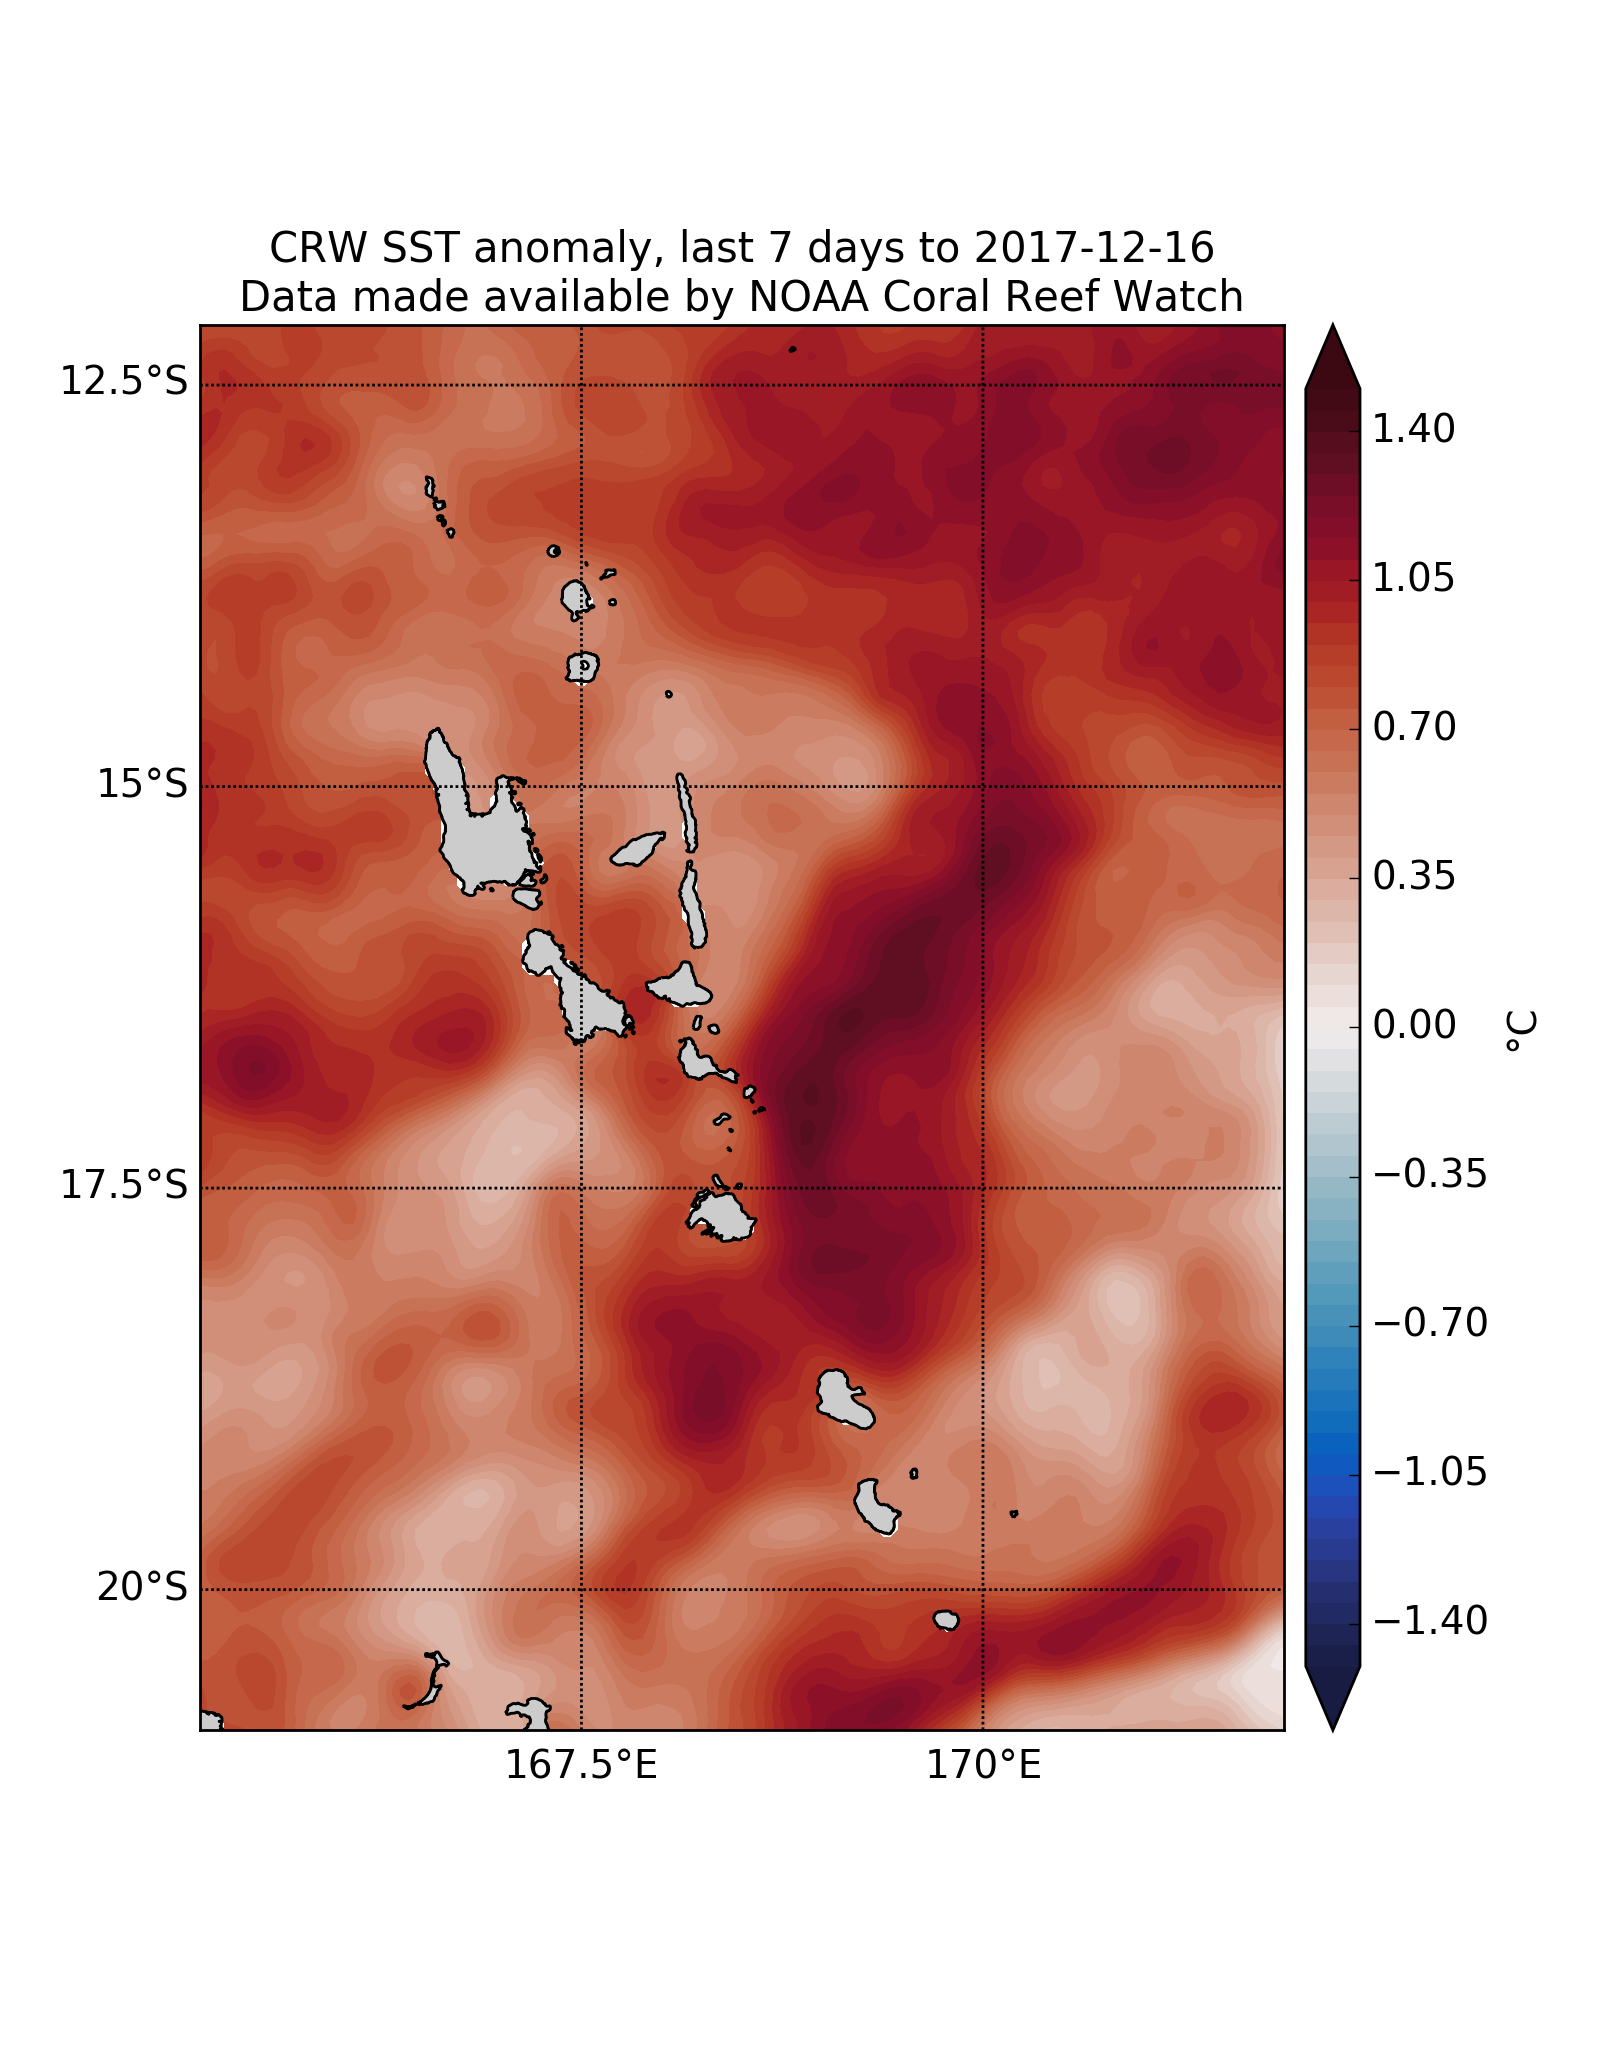 CRW SST anomaly, last 7 days to 2017-12-16
Data made available by NOAA Coral Reef Watch
12.5°S
15°S
17.5°S
20°S
167.5°E
170°E
1.40
1.05
0.70
0.35
0.00
−0.35
−0.70
−1.05
−1.40
°C